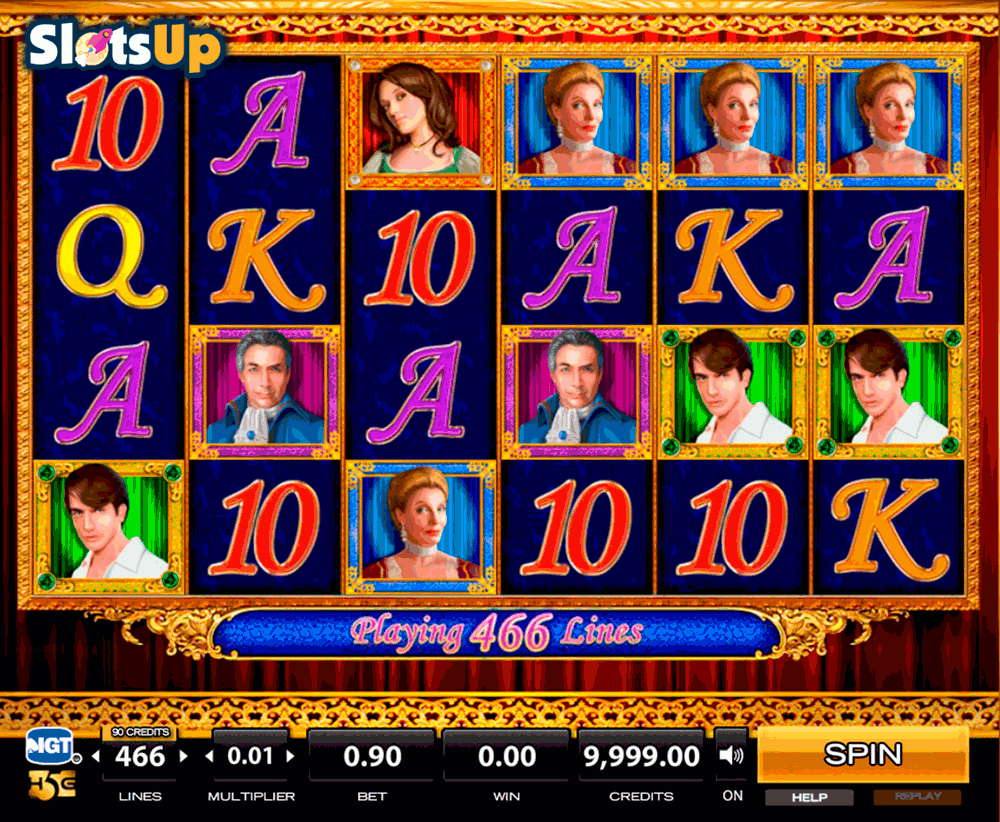 SlotsUp
10 A
Q K 10 A K A
A A
10 10 10 K
Playing 466 Lines
90 CREDITS
IGT
466 0.01 0.90 0.00 9,999.00 SPIN
LINES MULTIPLIER BET WIN CREDITS ON HELP REPLAY